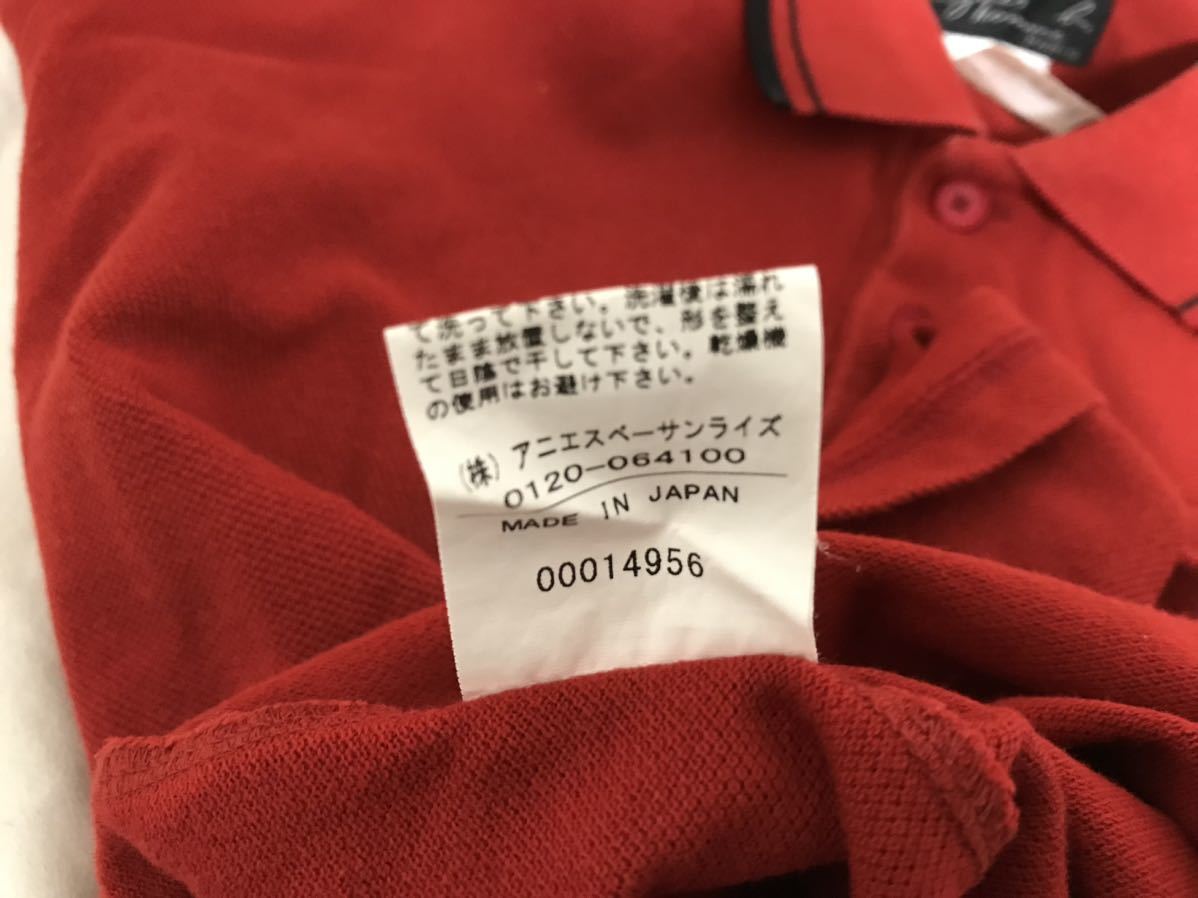 て洗って下さい。洗濯後は濡れ
たまま放置しないで、形を整え
て日陰で干して下さい。乾燥機
の使用はお避け下さい。
(株) アニエスベーサンライズ
0120-064100
MADE IN JAPAN
00014956